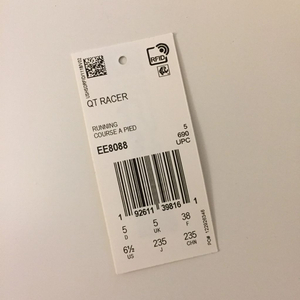 RFID
QT RACER
RUNNING
COURSE A PIED
EE8088
5
690
UPC
1 92611 39816 1
5 5 38
D UK F
6½ 235 235
US J CHN